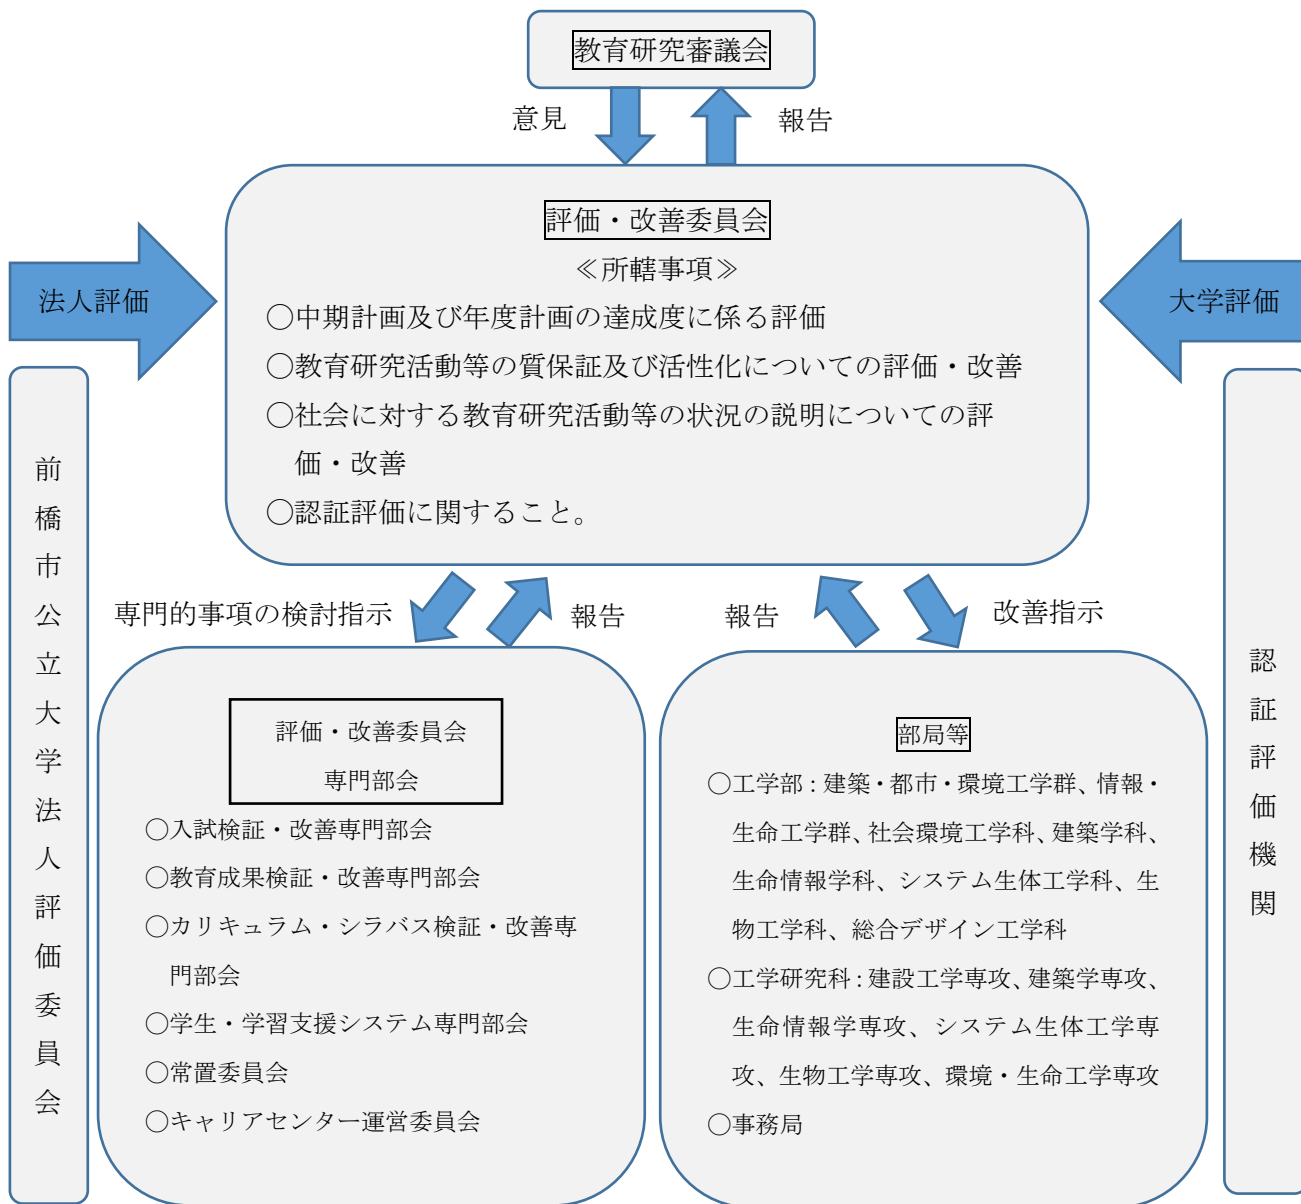 教育研究審議会
意見
報告
評価・改善委員会
≪所轄事項≫
○中期計画及び年度計画の達成度に係る評価
○教育研究活動等の質保証及び活性化についての評価・改善
○社会に対する教育研究活動等の状況の説明についての評
価・改善
○認証評価に関すること。
法人評価
大学評価
前橋市公立大学法人評価委員会
認証評価機関
専門的事項の検討指示
報告
報告
改善指示
評価・改善委員会
専門部会
○入試検証・改善専門部会
○教育成果検証・改善専門部会
○カリキュラム・シラバス検証・改善専
門部会
○学生・学習支援システム専門部会
○常置委員会
○キャリアセンター運営委員会
部局等
○工学部：建築・都市・環境工学群、情報・
生命工学群、社会環境工学科、建築学科、
生命情報学科、システム生体工学科、生
物工学科、総合デザイン工学科
○工学研究科：建設工学専攻、建築学専攻、
生命情報学専攻、システム生体工学専
攻、生物工学専攻、環境・生命工学専攻
○事務局